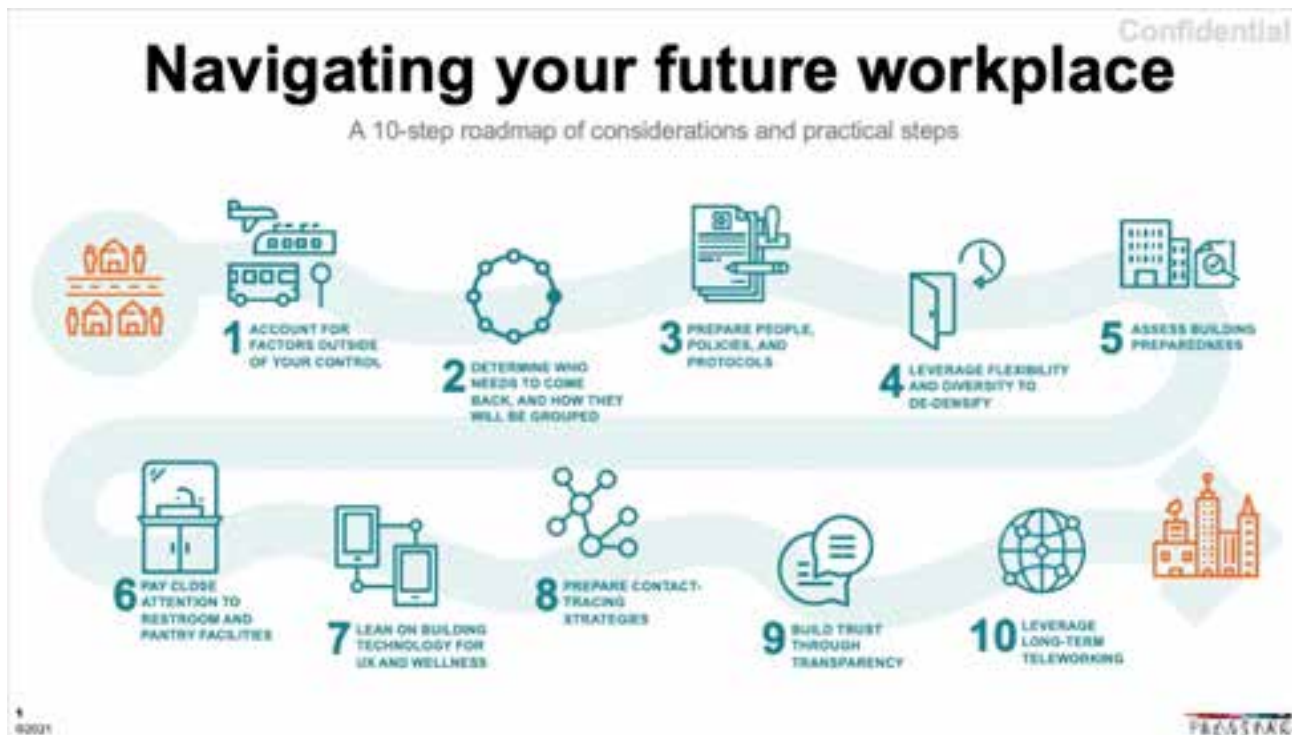 Confidential
Navigating your future workplace
A 10-step roadmap of considerations and practical steps
1 ACCOUNT FOR
FACTORS OUTSIDE
OF YOUR CONTROL
2 DETERMINE WHO
NEEDS TO COME
BACK, AND HOW THEY
WILL BE GROUPED
3 PREPARE PEOPLE,
POLICIES, AND
PROTOCOLS
4 LEVERAGE FLEXIBILITY
AND DIVERSITY TO
DE-DENSIFY
5 ASSESS BUILDING
PREPAREDNESS
6 PAY CLOSE
ATTENTION TO
RESTROOM AND
PANTRY FACILITIES
7 LEAN ON BUILDING
TECHNOLOGY FOR
UX AND WELLNESS
8 PREPARE CONTACT-
TRACING
STRATEGIES
9 BUILD TRUST
THROUGH
TRANSPARENCY
10 LEVERAGE
LONG-TERM
TELEWORKING
1
©2021